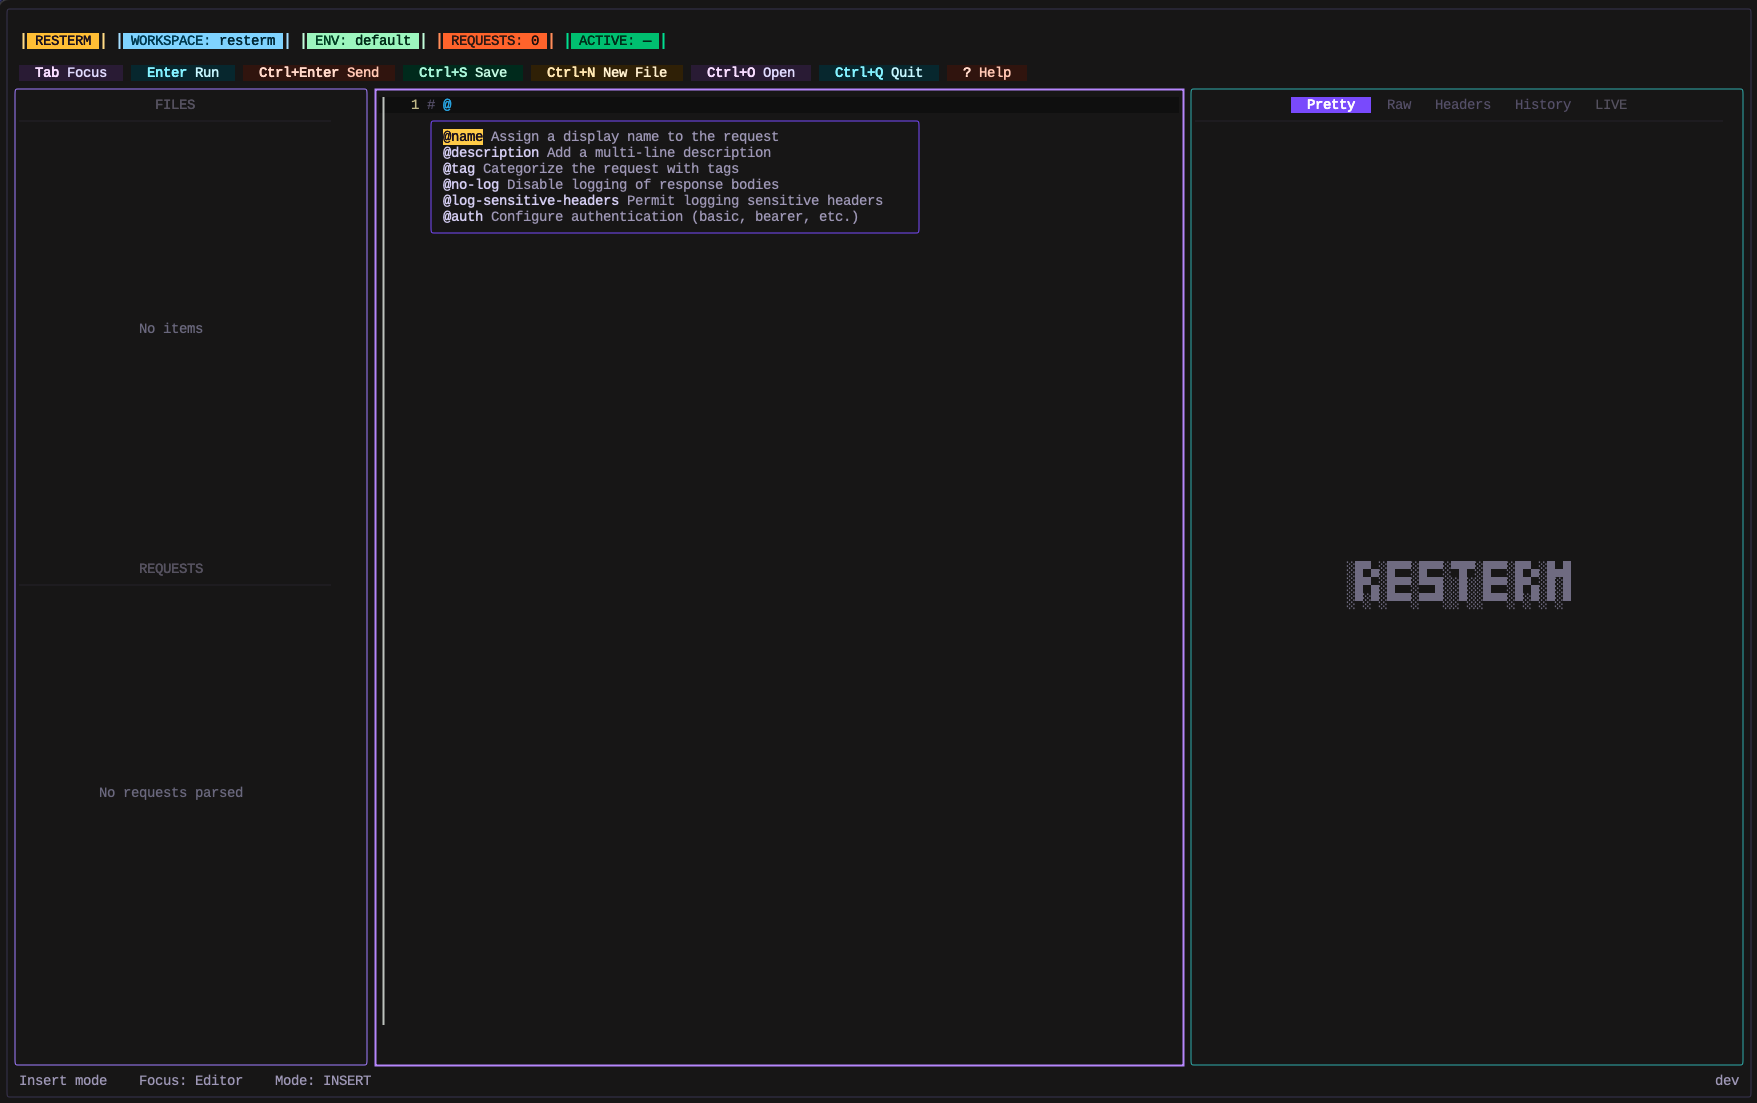 RESTERM WORKSPACE: resterm ENV: default REQUESTS: 0 ACTIVE: —
Tab Focus Enter Run Ctrl+Enter Send Ctrl+S Save Ctrl+N New File Ctrl+O Open Ctrl+Q Quit ? Help
FILES
No items
REQUESTS
No requests parsed
1 # @
@name Assign a display name to the request
@description Add a multi-line description
@tag Categorize the request with tags
@no-log Disable logging of response bodies
@log-sensitive-headers Permit logging sensitive headers
@auth Configure authentication (basic, bearer, etc.)
Pretty Raw Headers History LIVE
RESTERM
Insert mode Focus: Editor Mode: INSERT dev